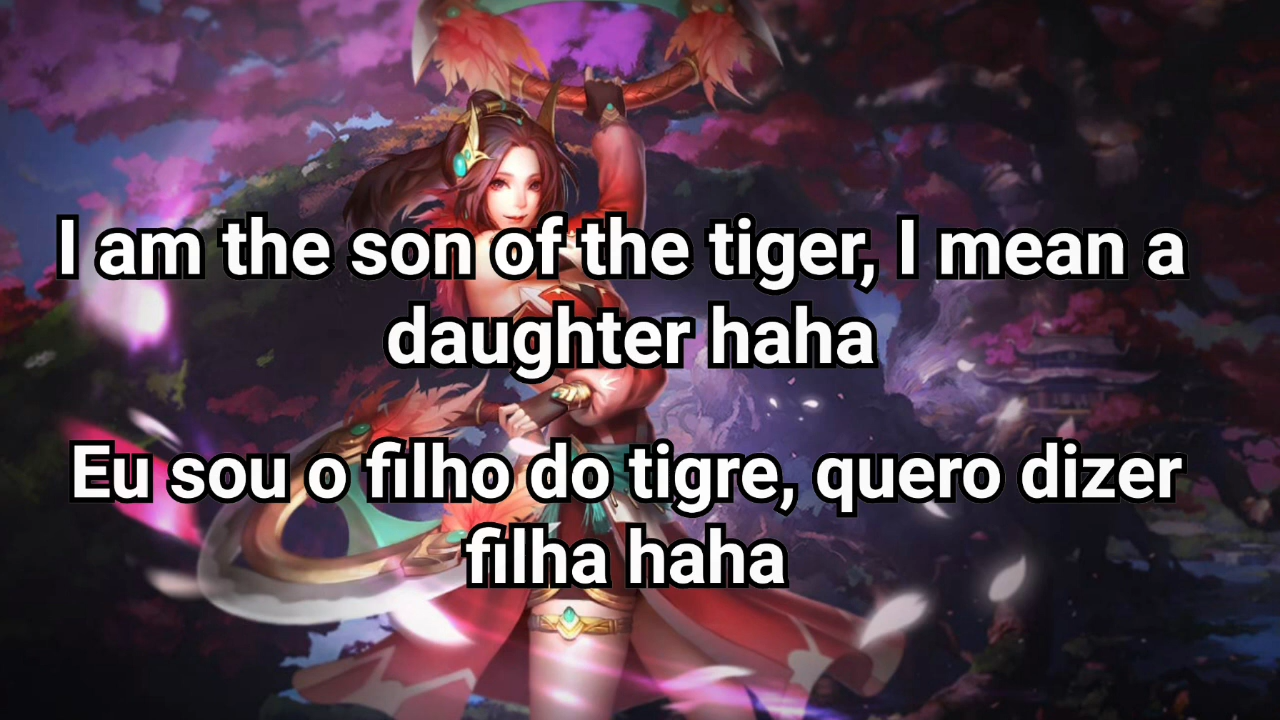 I am the son of the tiger, I mean a
daughter haha
Eu sou o filho do tigre, quero dizer
filha haha